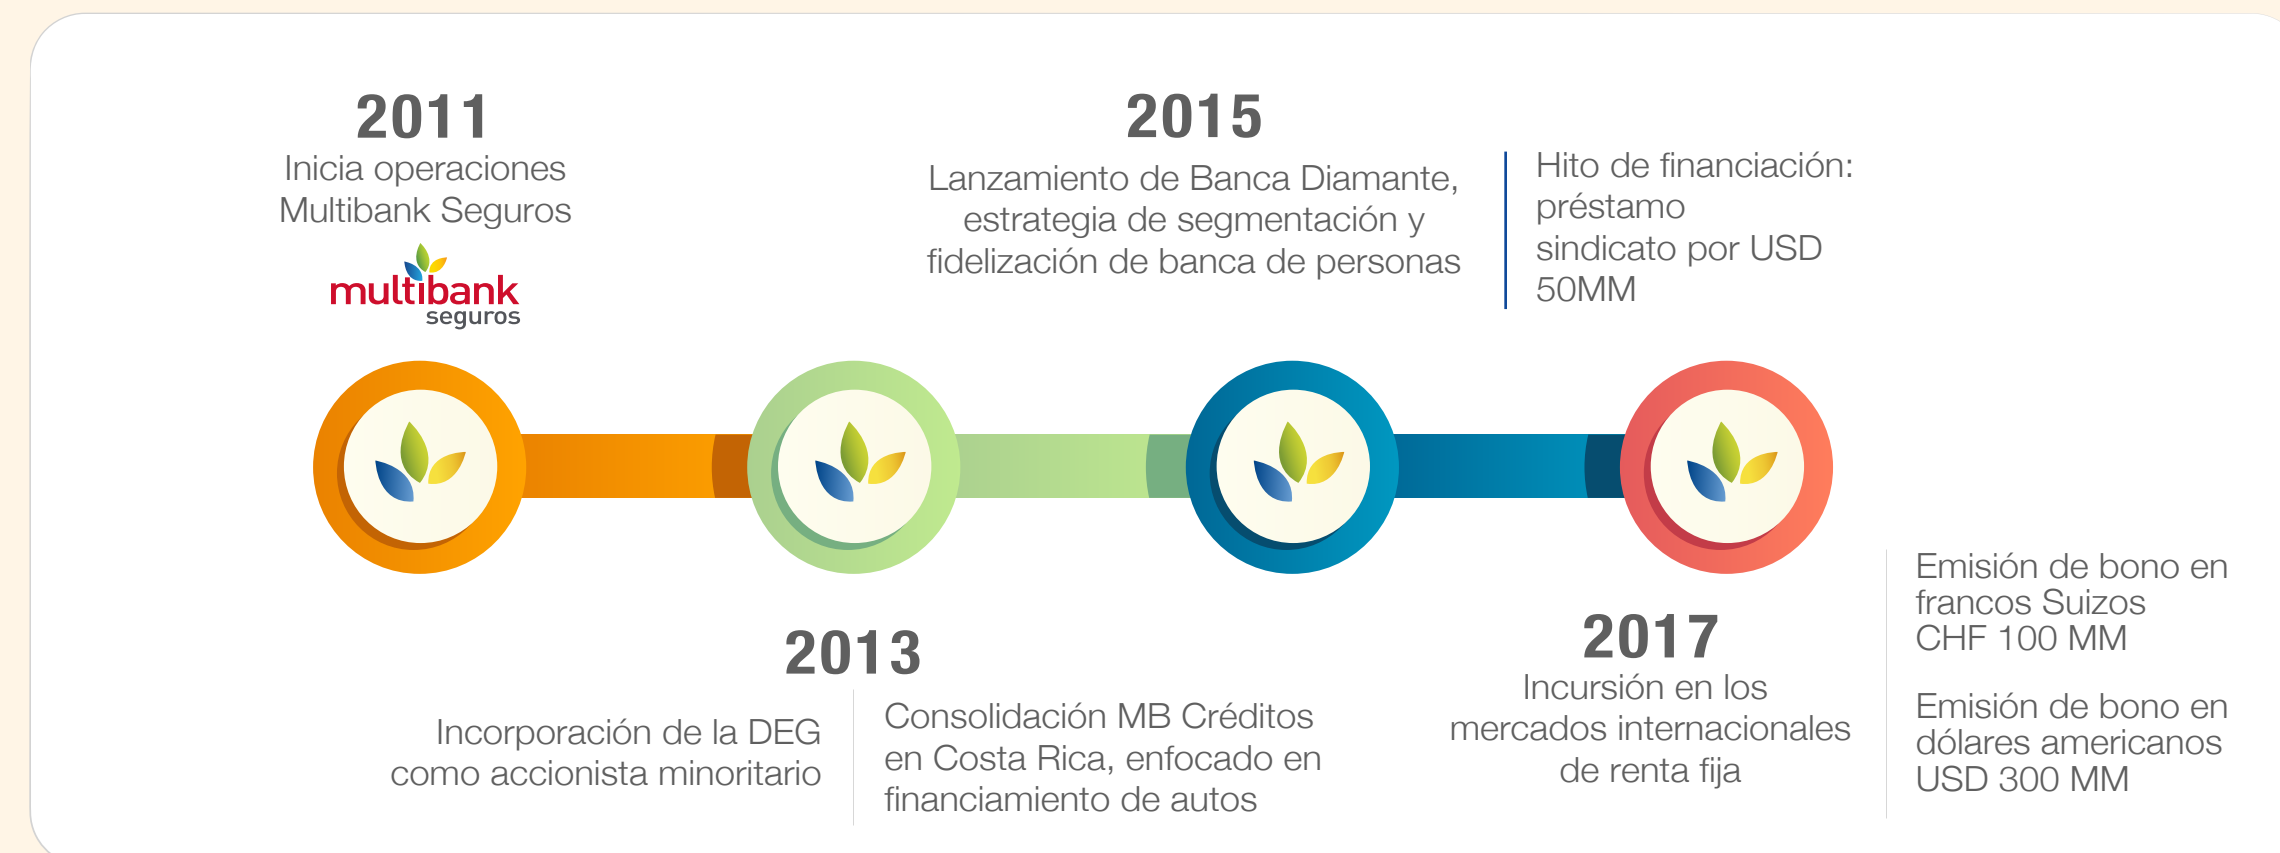 2011
Inicia operaciones
Multibank Seguros
multibank
seguros
2015
Lanzamiento de Banca Diamante,
estrategia de segmentación y
fidelización de banca de personas
Hito de financiación:
préstamo
sindicato por USD
50MM
2013
Incorporación de la DEG
como accionista minoritario
Consolidación MB Créditos
en Costa Rica, enfocado en
financiamiento de autos
2017
Incursión en los
mercados internacionales
de renta fija
Emisión de bono en
francos Suizos
CHF 100 MM
Emisión de bono en
dólares americanos
USD 300 MM